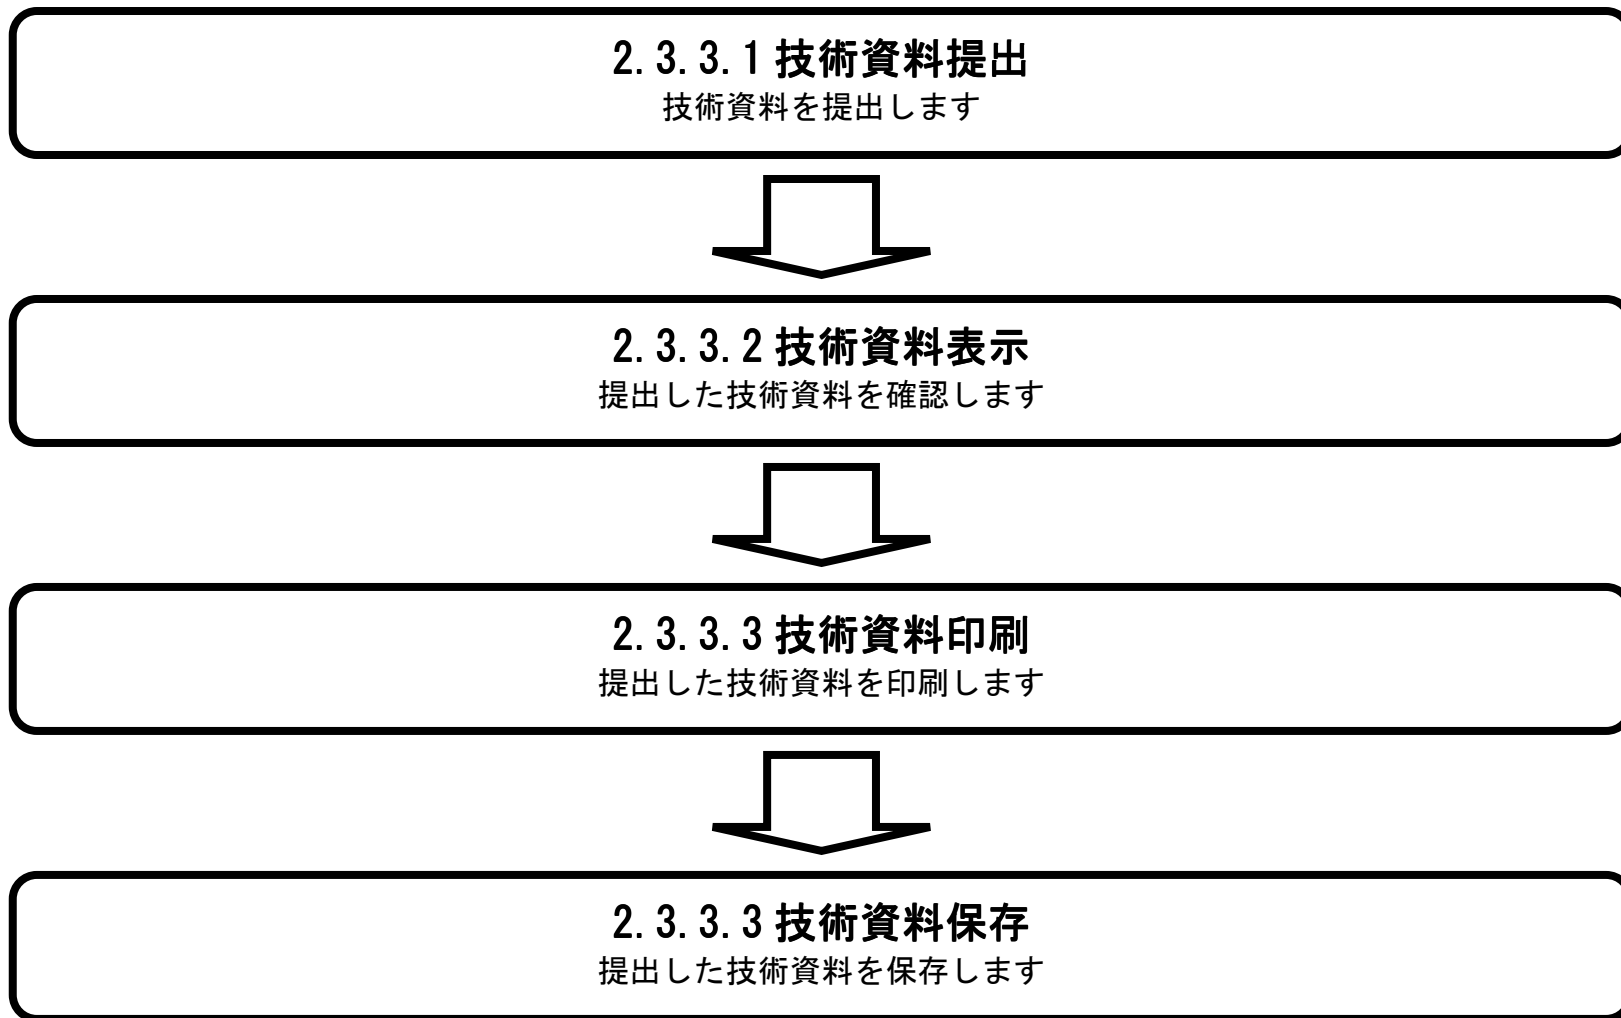 2.3.3.1 技術資料提出
技術資料を提出します
2.3.3.2 技術資料表示
提出した技術資料を確認します
2.3.3.3 技術資料印刷
提出した技術資料を印刷します
2.3.3.3 技術資料保存
提出した技術資料を保存します